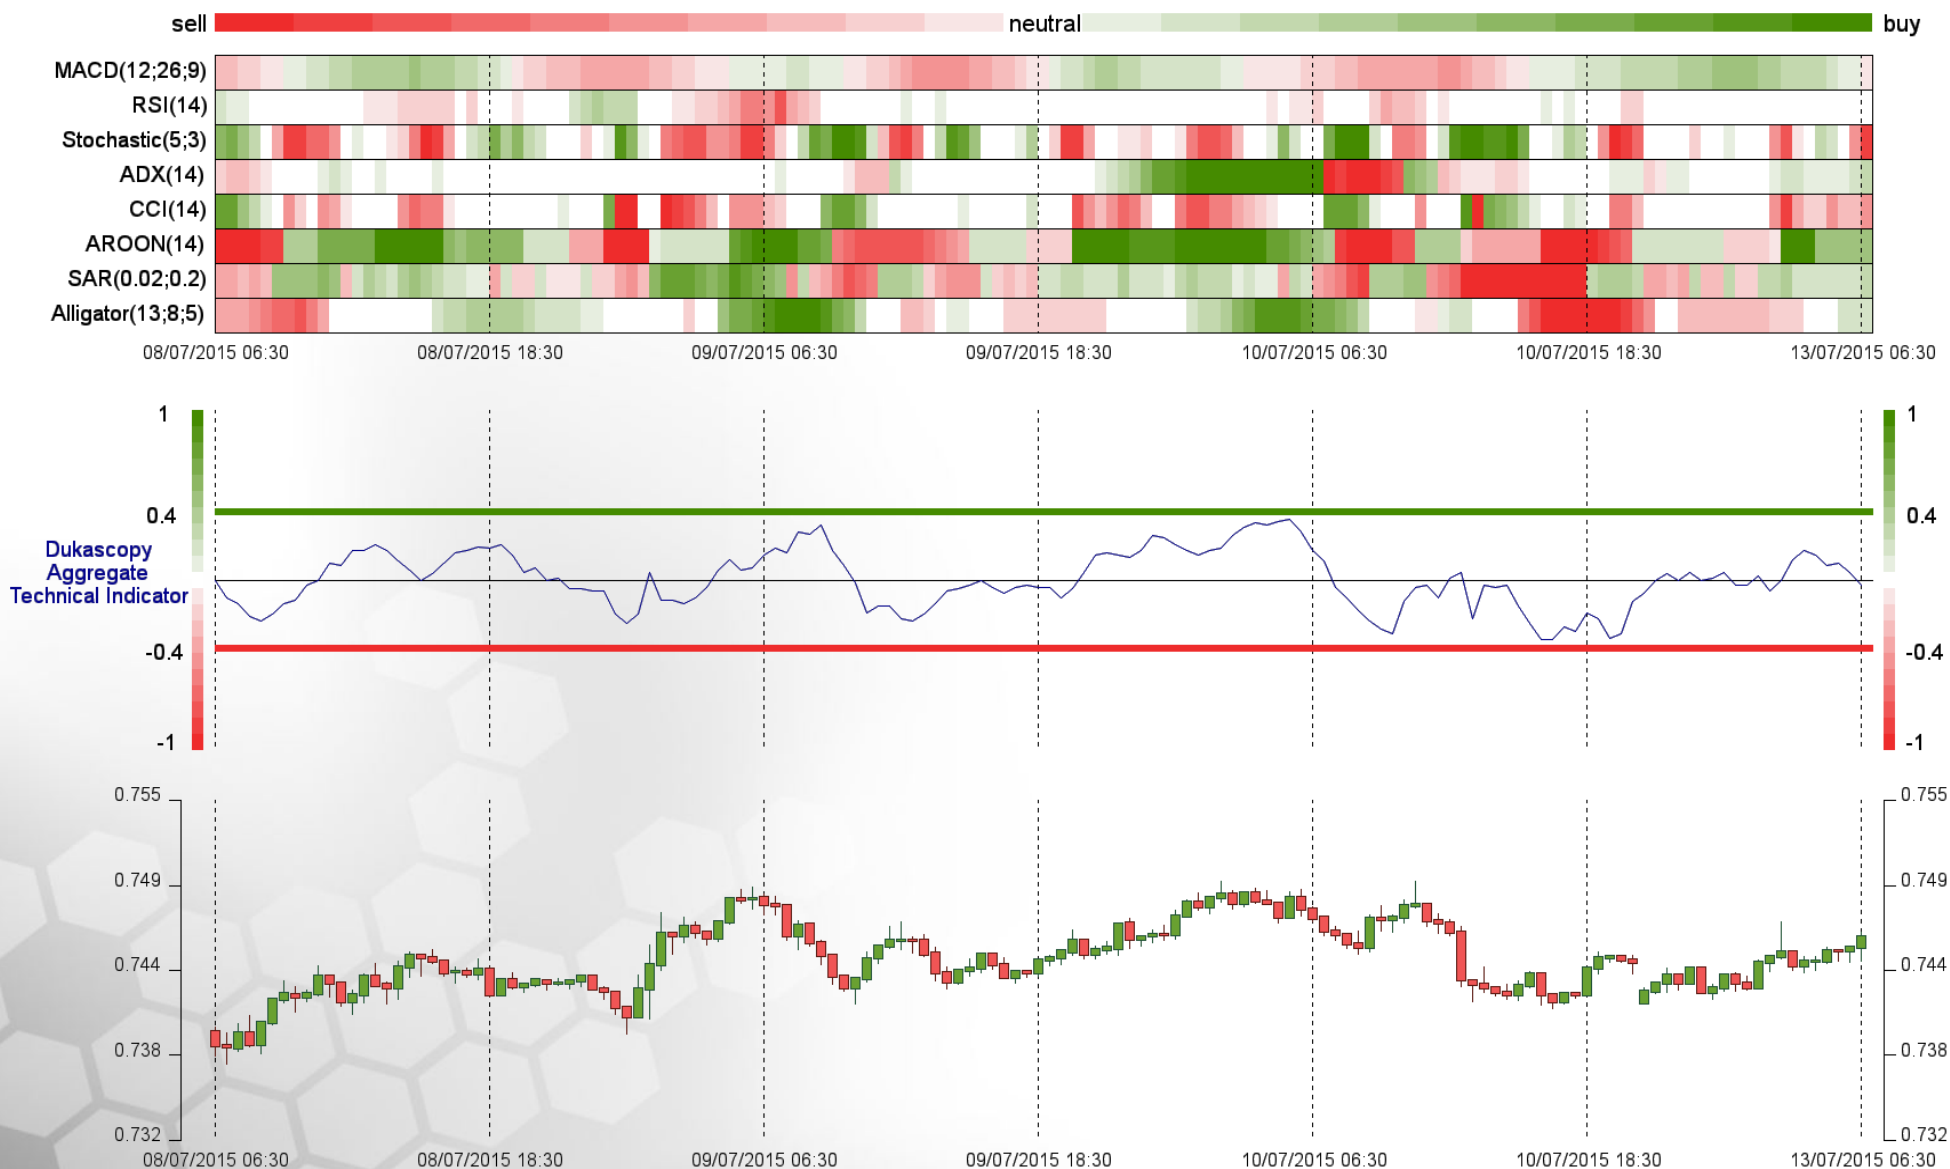 sell neutral buy
MACD(12;26;9)
RSI(14)
Stochastic(5;3)
ADX(14)
CCI(14)
AROON(14)
SAR(0.02;0.2)
Alligator(13;8;5)
08/07/2015 06:30 08/07/2015 18:30 09/07/2015 06:30 09/07/2015 18:30 10/07/2015 06:30 10/07/2015 18:30 13/07/2015 06:30
1 1
0.4 0.4
Dukascopy
Aggregate
Technical Indicator
-0.4 -0.4
-1 -1
0.755 0.755
0.749 0.749
0.744 0.744
0.738 0.738
0.732 0.732
08/07/2015 06:30 08/07/2015 18:30 09/07/2015 06:30 09/07/2015 18:30 10/07/2015 06:30 10/07/2015 18:30 13/07/2015 06:30